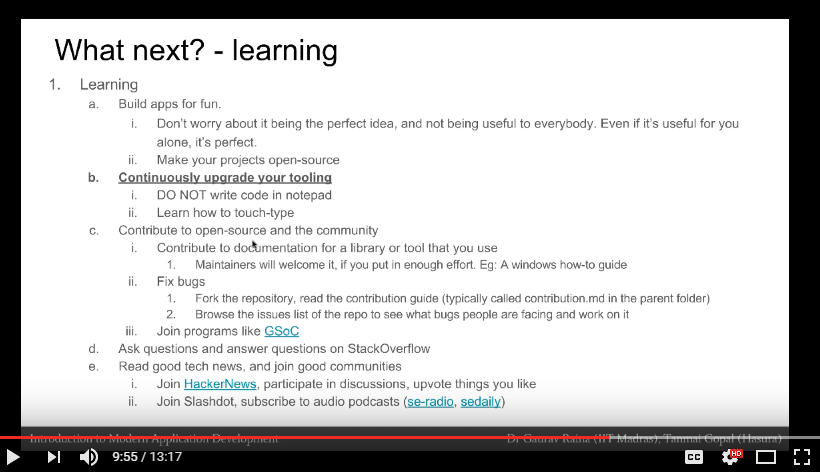 What next? - learning
1. Learning
a. Build apps for fun.
i. Don't worry about it being the perfect idea, and not being useful to everybody. Even if it's useful for you
alone, it's perfect.
ii. Make your projects open-source
b. Continuously upgrade your tooling
i. DO NOT write code in notepad
ii. Learn how to touch-type
c. Contribute to open-source and the community
i. Contribute to documentation for a library or tool that you use
1. Maintainers will welcome it, if you put in enough effort. Eg: A windows how-to guide
ii. Fix bugs
1. Fork the repository, read the contribution guide (typically called contribution.md in the parent folder)
2. Browse the issues list of the repo to see what bugs people are facing and work on it
iii. Join programs like GSoC
d. Ask questions and answer questions on StackOverflow
e. Read good tech news, and join good communities
i. Join HackerNews, participate in discussions, upvote things you like
ii. Join Slashdot, subscribe to audio podcasts (se-radio, sedaily)
Introduction to Modern Application Development Dr Gaurav Raina (IIT Madras), Tanmai Gopal (Hasura)
9:55 / 13:17 CC HD